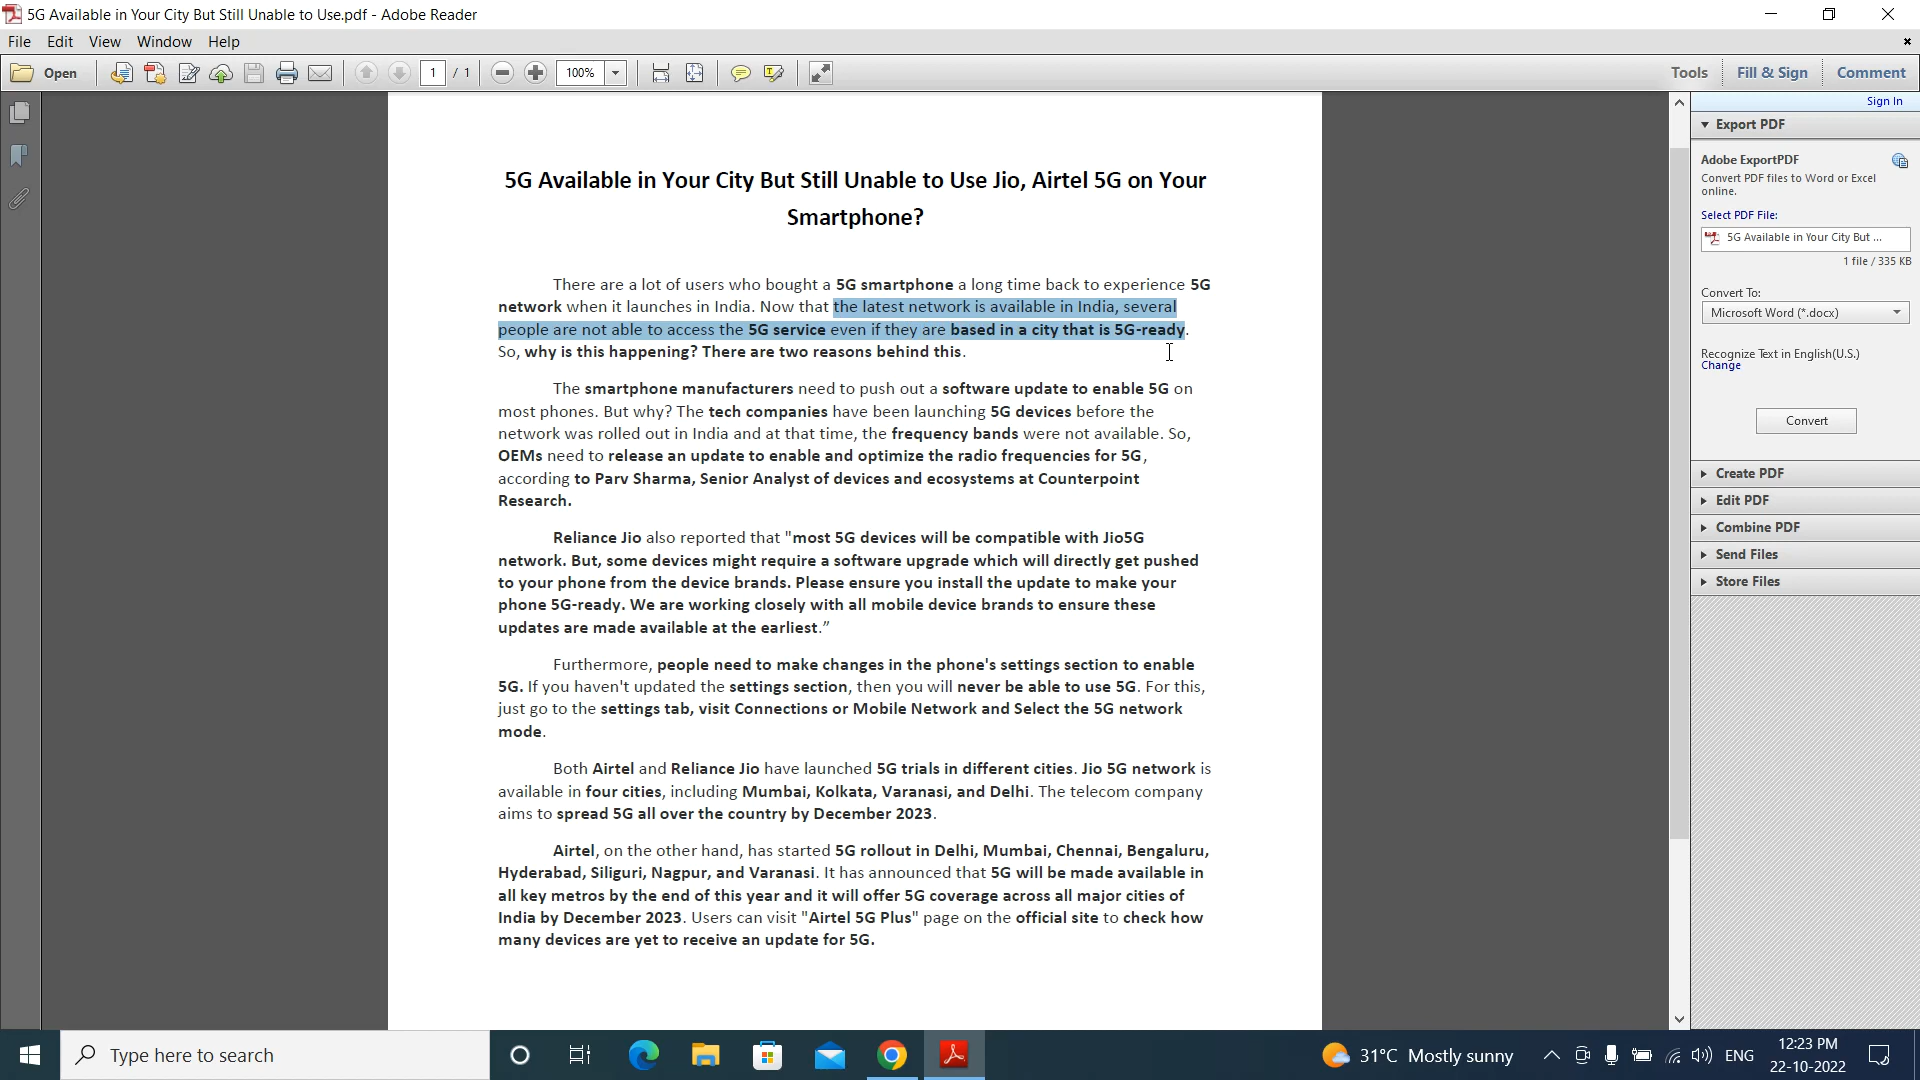 5G Available in Your City But Still Unable to Use.pdf - Adobe Reader
File Edit View Window Help
Open 1 / 1 100% Tools Fill & Sign Comment
Sign In
Export PDF
Adobe ExportPDF
Convert PDF files to Word or Excel
online.
Select PDF File:
5G Available in Your City But ...
1 file / 335 KB
Convert To:
Microsoft Word (*.docx)
Recognize Text in English(U.S.)
Change
Convert
Create PDF
Edit PDF
Combine PDF
Send Files
Store Files
5G Available in Your City But Still Unable to Use Jio, Airtel 5G on Your
Smartphone?
There are a lot of users who bought a 5G smartphone a long time back to experience 5G
network when it launches in India. Now that the latest network is available in India, several
people are not able to access the 5G service even if they are based in a city that is 5G-ready.
So, why is this happening? There are two reasons behind this.
The smartphone manufacturers need to push out a software update to enable 5G on
most phones. But why? The tech companies have been launching 5G devices before the
network was rolled out in India and at that time, the frequency bands were not available. So,
OEMs need to release an update to enable and optimize the radio frequencies for 5G,
according to Parv Sharma, Senior Analyst of devices and ecosystems at Counterpoint
Research.
Reliance Jio also reported that "most 5G devices will be compatible with Jio5G
network. But, some devices might require a software upgrade which will directly get pushed
to your phone from the device brands. Please ensure you install the update to make your
phone 5G-ready. We are working closely with all mobile device brands to ensure these
updates are made available at the earliest.”
Furthermore, people need to make changes in the phone's settings section to enable
5G. If you haven't updated the settings section, then you will never be able to use 5G. For this,
just go to the settings tab, visit Connections or Mobile Network and Select the 5G network
mode.
Both Airtel and Reliance Jio have launched 5G trials in different cities. Jio 5G network is
available in four cities, including Mumbai, Kolkata, Varanasi, and Delhi. The telecom company
aims to spread 5G all over the country by December 2023.
Airtel, on the other hand, has started 5G rollout in Delhi, Mumbai, Chennai, Bengaluru,
Hyderabad, Siliguri, Nagpur, and Varanasi. It has announced that 5G will be made available in
all key metros by the end of this year and it will offer 5G coverage across all major cities of
India by December 2023. Users can visit "Airtel 5G Plus" page on the official site to check how
many devices are yet to receive an update for 5G.
Type here to search
31°C Mostly sunny
ENG
12:23 PM
22-10-2022